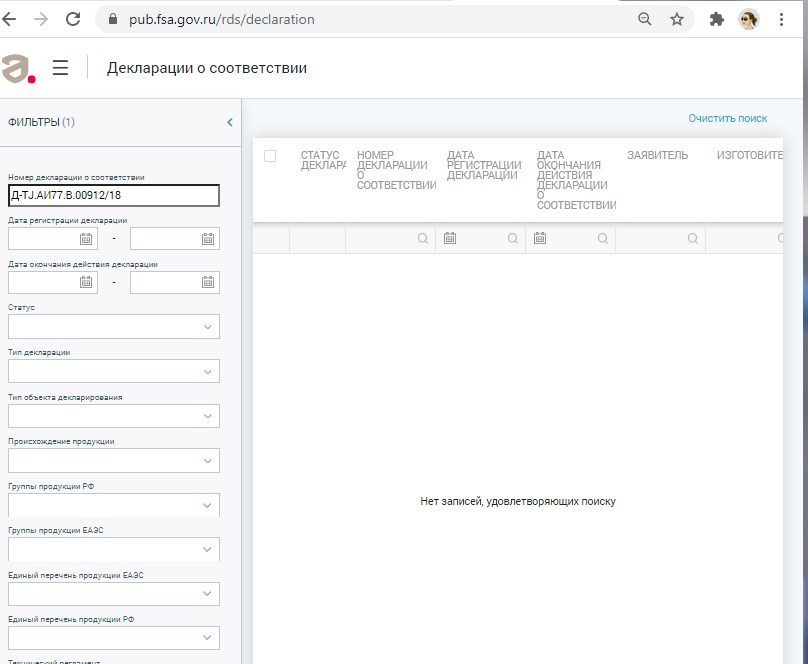 pub.fsa.gov.ru/rds/declaration
Декларации о соответствии
ФИЛЬТРЫ (1)
Номер декларации о соответствии
Д-TJ.АИ77.В.00912/18
Дата регистрации декларации
-
Дата окончания действия декларации
-
Статус
Тип декларации
Тип объекта декларирования
Происхождение продукции
Группы продукции РФ
Группы продукции ЕАЭС
Единый перечень продукции ЕАЭС
Единый перечень продукции РФ
Технический регламент
Очистить поиск
СТАТУС
ДЕКЛАРА
НОМЕР
ДЕКЛАРАЦИИ
О
СООТВЕТСТВИИ
ДАТА
РЕГИСТРАЦИИ
ДЕКЛАРАЦИИ
ДАТА
ОКОНЧАНИЯ
ДЕЙСТВИЯ
ДЕКЛАРАЦИИ
О
СООТВЕТСТВИИ
ЗАЯВИТЕЛЬ
ИЗГОТОВИТЕ
Нет записей, удовлетворяющих поиску